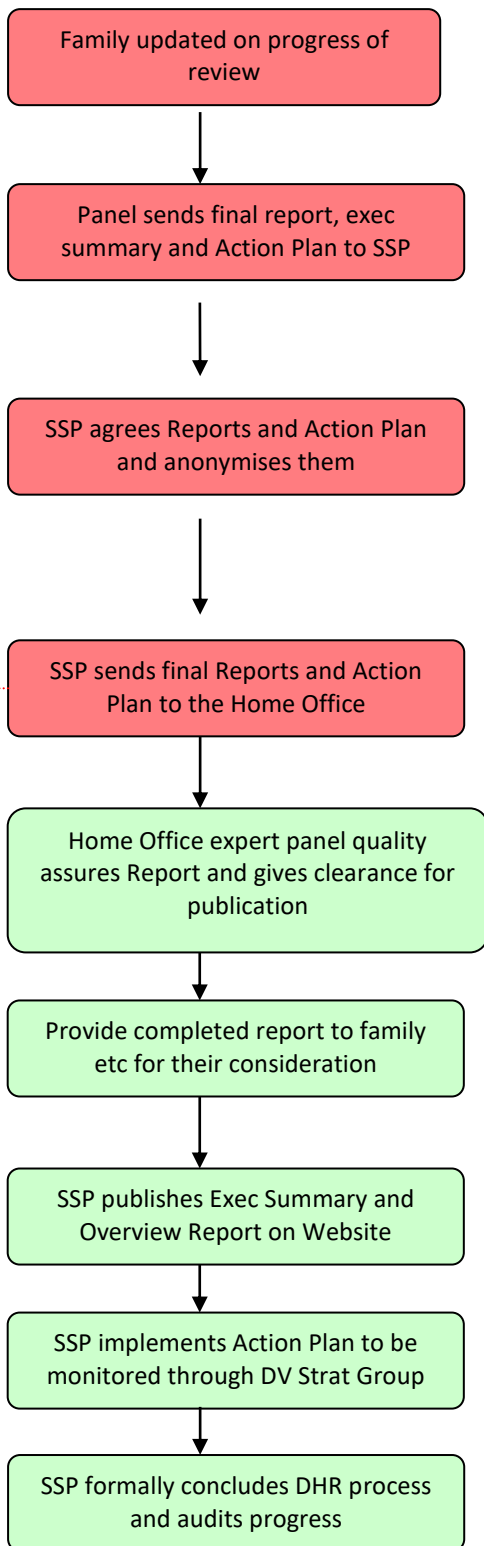 Family updated on progress of
review
Panel sends final report, exec
summary and Action Plan to SSP
SSP agrees Reports and Action Plan
and anonymises them
SSP sends final Reports and Action
Plan to the Home Office
Home Office expert panel quality
assures Report and gives clearance for
publication
Provide completed report to family
etc for their consideration
SSP publishes Exec Summary and
Overview Report on Website
SSP implements Action Plan to be
monitored through DV Strat Group
SSP formally concludes DHR process
and audits progress